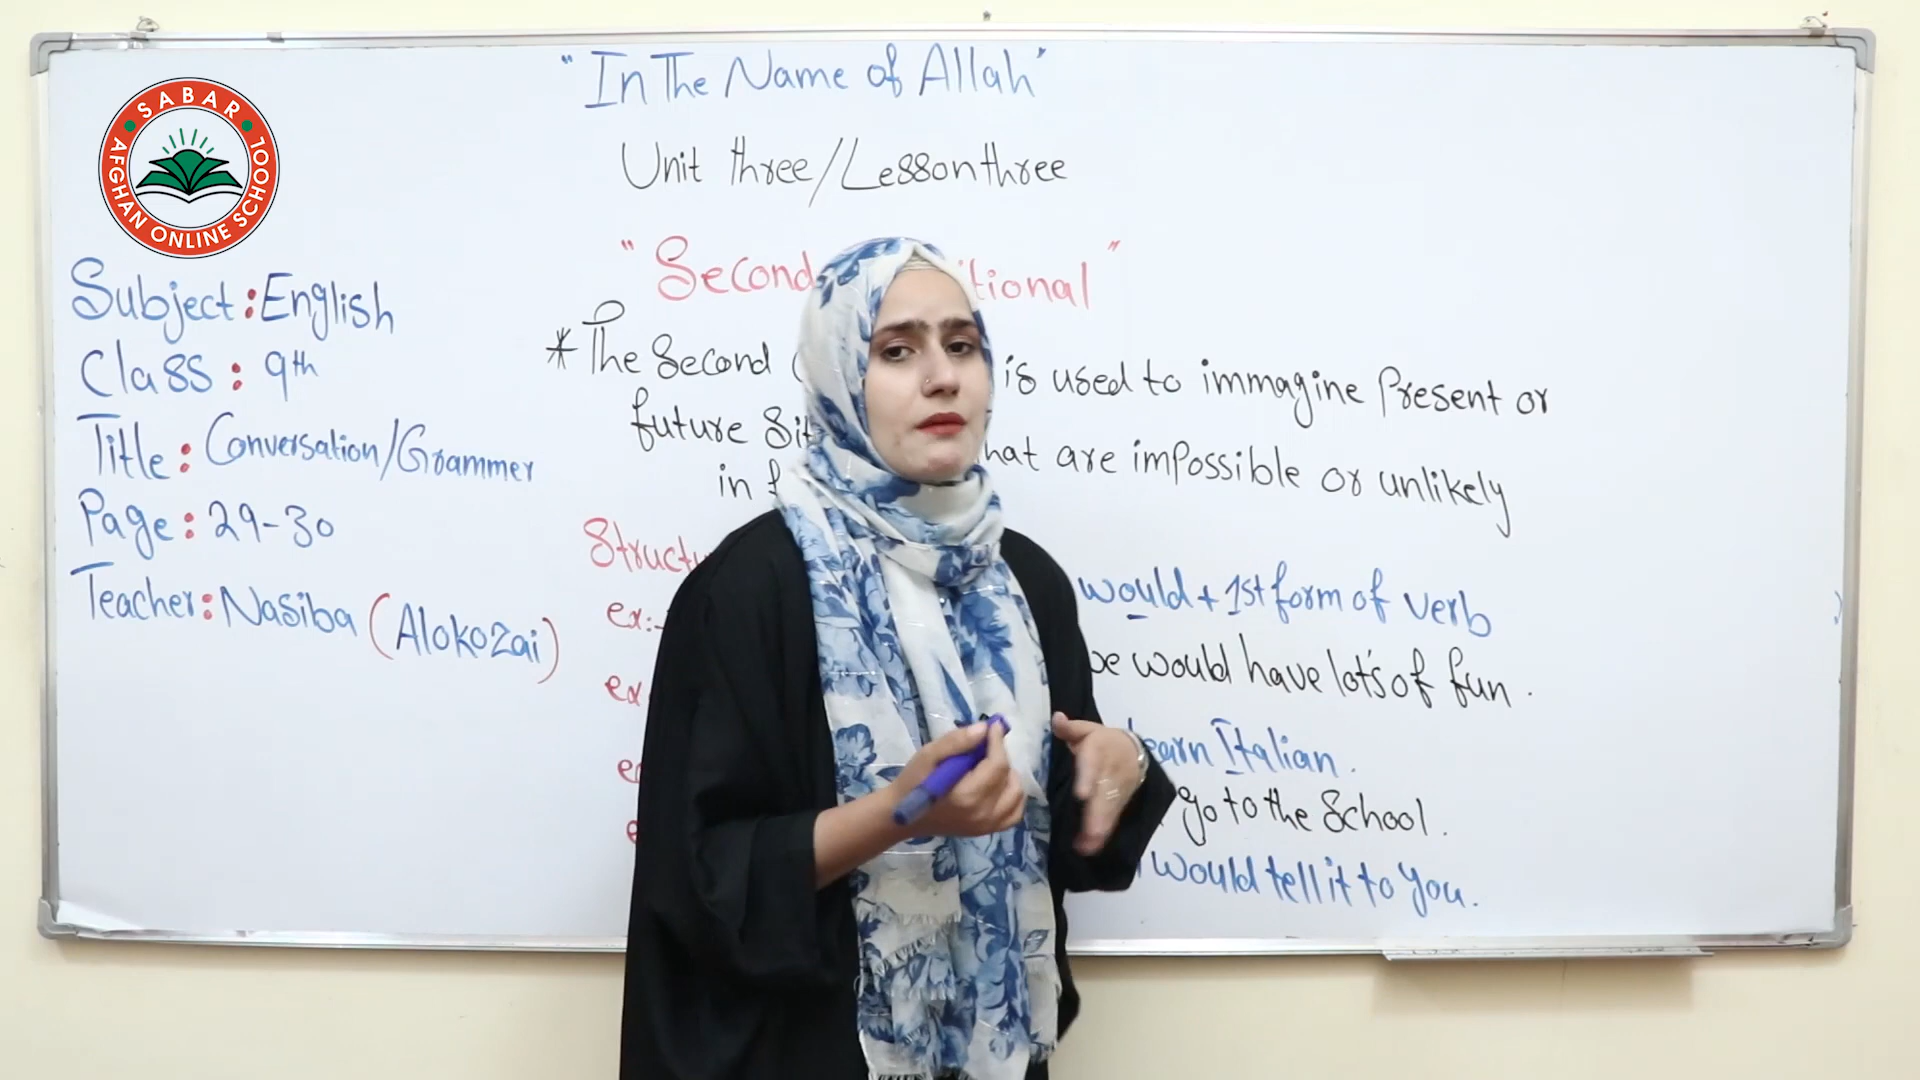 SABAR
AFGHAN ONLINE SCHOOL
"In The Name of Allah"
Unit three/Lesson three
"Second tional"
Subject: English
Class: 9th
Title: Conversation/Grammer
Page: 29-30
Teacher: Nasiba (Alokozai)
*The Second is used to immagine Present or
future Sit hat are impossible or unlikely
in f
Structu
ex:- would + 1st form of verb
ex we would have lot's of fun.
earn Italian.
go to the School.
I would tell it to you.